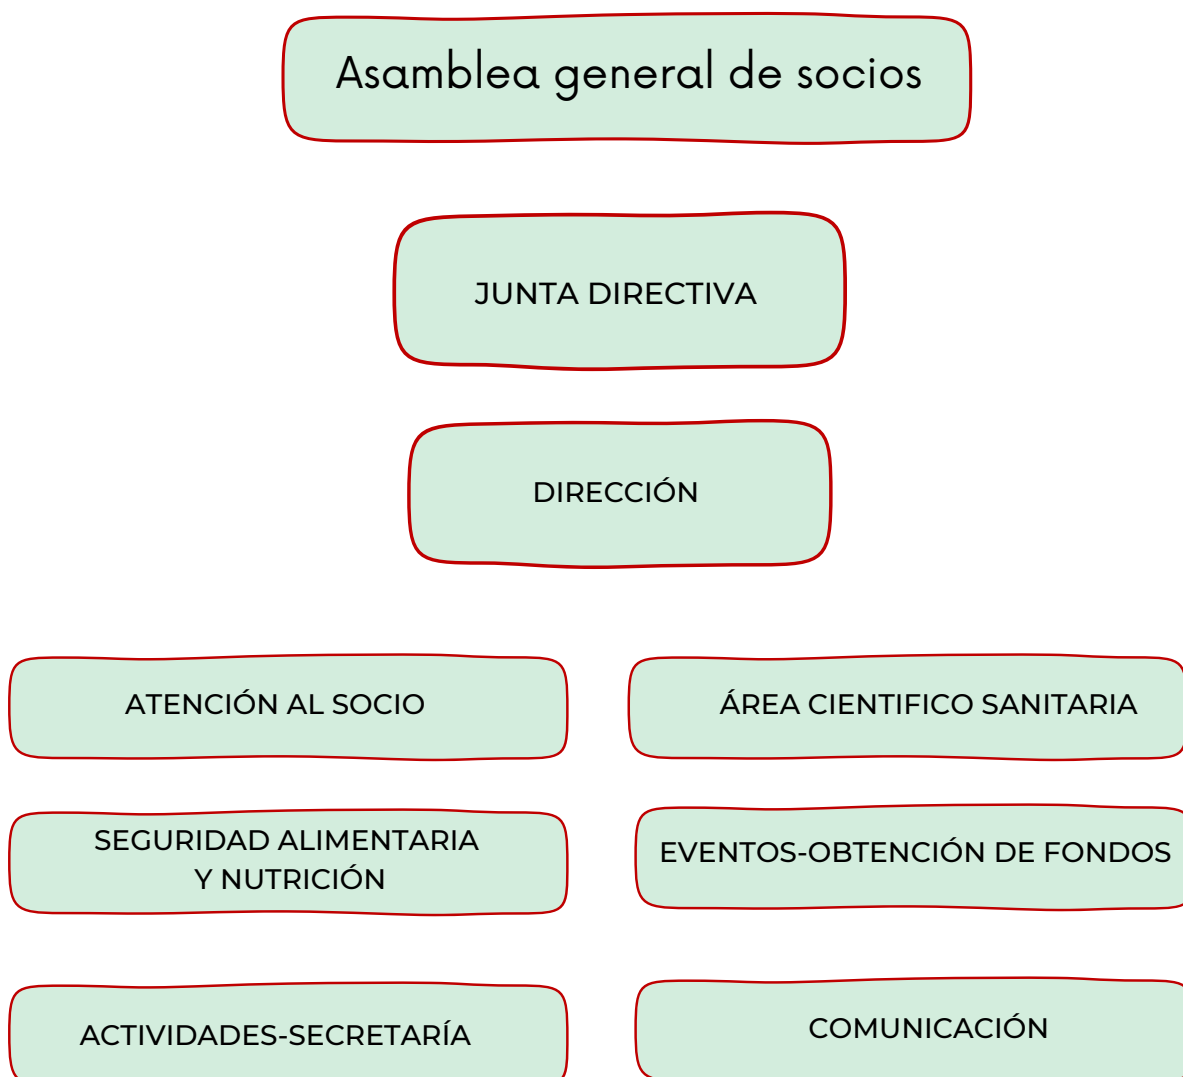 Asamblea general de socios
JUNTA DIRECTIVA
DIRECCIÓN
ATENCIÓN AL SOCIO
ÁREA CIENTIFICO SANITARIA
SEGURIDAD ALIMENTARIA
Y NUTRICIÓN
EVENTOS-OBTENCIÓN DE FONDOS
ACTIVIDADES-SECRETARÍA
COMUNICACIÓN